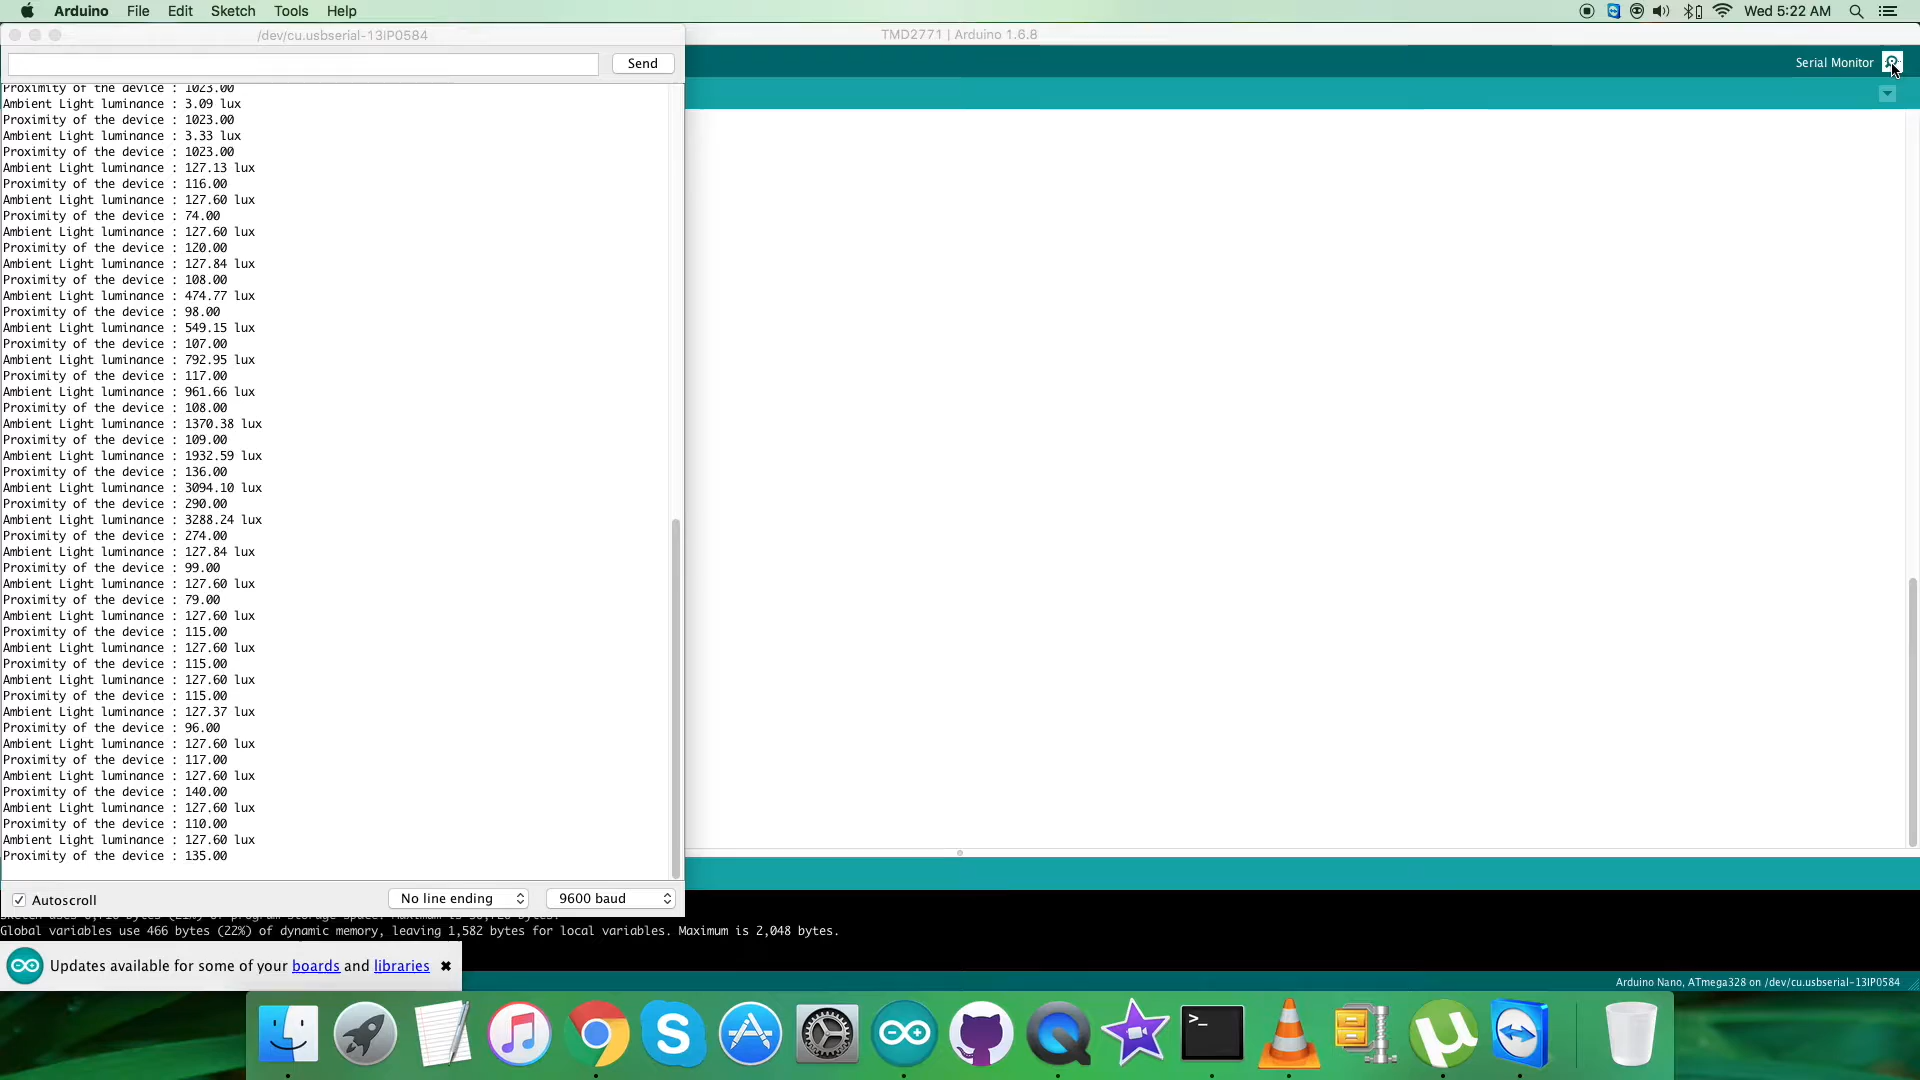 Arduino File Edit Sketch Tools Help Wed 5:22 AM
/dev/cu.usbserial-13IP0584
TMD2771 | Arduino 1.6.8
Send
Serial Monitor
Proximity of the device : 1023.00
Ambient Light luminance : 3.09 lux
Proximity of the device : 1023.00
Ambient Light luminance : 3.33 lux
Proximity of the device : 1023.00
Ambient Light luminance : 127.13 lux
Proximity of the device : 116.00
Ambient Light luminance : 127.60 lux
Proximity of the device : 74.00
Ambient Light luminance : 127.60 lux
Proximity of the device : 120.00
Ambient Light luminance : 127.84 lux
Proximity of the device : 108.00
Ambient Light luminance : 474.77 lux
Proximity of the device : 98.00
Ambient Light luminance : 549.15 lux
Proximity of the device : 107.00
Ambient Light luminance : 792.95 lux
Proximity of the device : 117.00
Ambient Light luminance : 961.66 lux
Proximity of the device : 108.00
Ambient Light luminance : 1370.38 lux
Proximity of the device : 109.00
Ambient Light luminance : 1932.59 lux
Proximity of the device : 136.00
Ambient Light luminance : 3094.10 lux
Proximity of the device : 290.00
Ambient Light luminance : 3288.24 lux
Proximity of the device : 274.00
Ambient Light luminance : 127.84 lux
Proximity of the device : 99.00
Ambient Light luminance : 127.60 lux
Proximity of the device : 79.00
Ambient Light luminance : 127.60 lux
Proximity of the device : 115.00
Ambient Light luminance : 127.60 lux
Proximity of the device : 115.00
Ambient Light luminance : 127.60 lux
Proximity of the device : 115.00
Ambient Light luminance : 127.37 lux
Proximity of the device : 96.00
Ambient Light luminance : 127.60 lux
Proximity of the device : 117.00
Ambient Light luminance : 127.60 lux
Proximity of the device : 140.00
Ambient Light luminance : 127.60 lux
Proximity of the device : 110.00
Ambient Light luminance : 127.60 lux
Proximity of the device : 135.00
Autoscroll No line ending 9600 baud
of program storage space. Maximum is bytes.
Global variables use 466 bytes (22%) of dynamic memory, leaving 1,582 bytes for local variables. Maximum is 2,048 bytes.
Updates available for some of your boards and libraries
Arduino Nano, ATmega328 on /dev/cu.usbserial-13IP0584